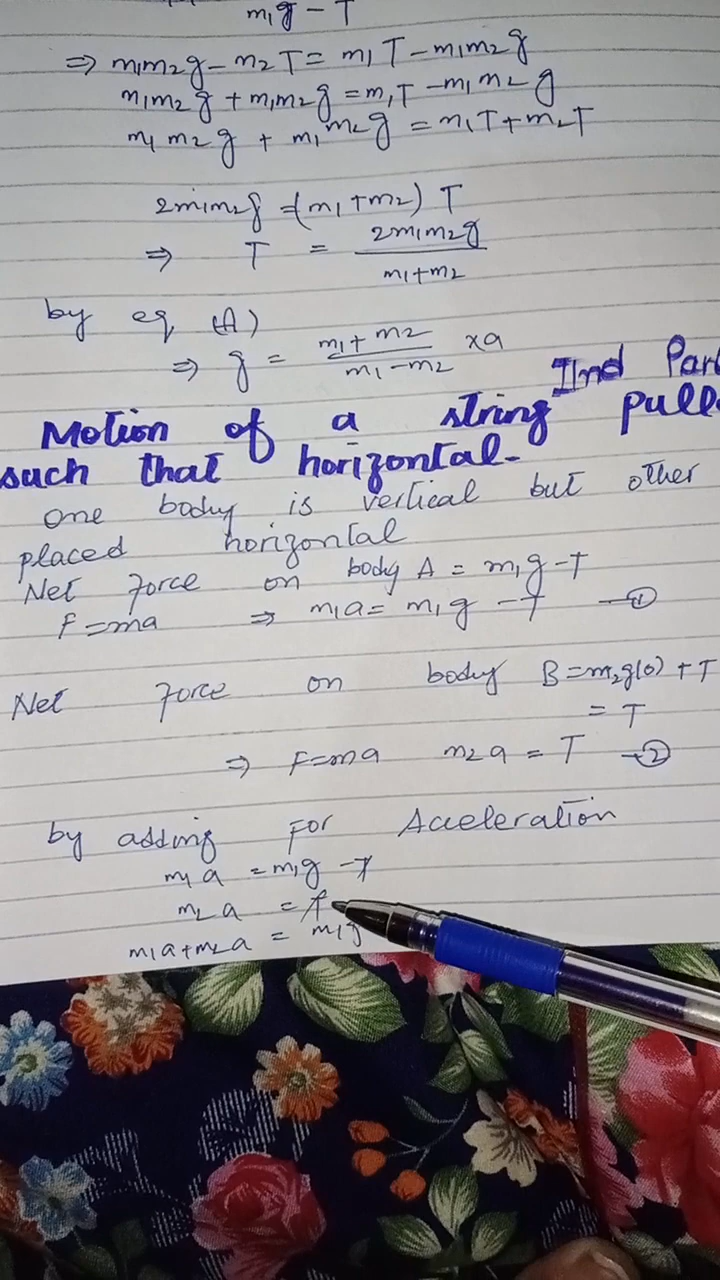 m₁g - T
⇒ m₁m₂g - m₂T = m₁T - m₁m₂g
m₁m₂g + m₁m₂g = m₁T - m₁m₂g
m₁m₂g + m₁m₂g = m₁T + m₂T
2m₁m₂g = (m₁+m₂) T
⇒ T = 2m₁m₂g / m₁+m₂
by eq (A)
⇒ g = m₁+m₂ / m₁-m₂ xa
IInd Part
Motion of a string pull
such that horizontal.
one body is vertical but other
placed horizontal
Net force on body A = m₁g - T
F=ma ⇒ m₁a = m₁g - T —①
Net force on body B = m₂g(0) + T
= T
⇒ F=ma m₂a = T —②
by adding For Acceleration
m₁a = m₁g - T
m₂a = T
m₁a+m₂a = m₁g